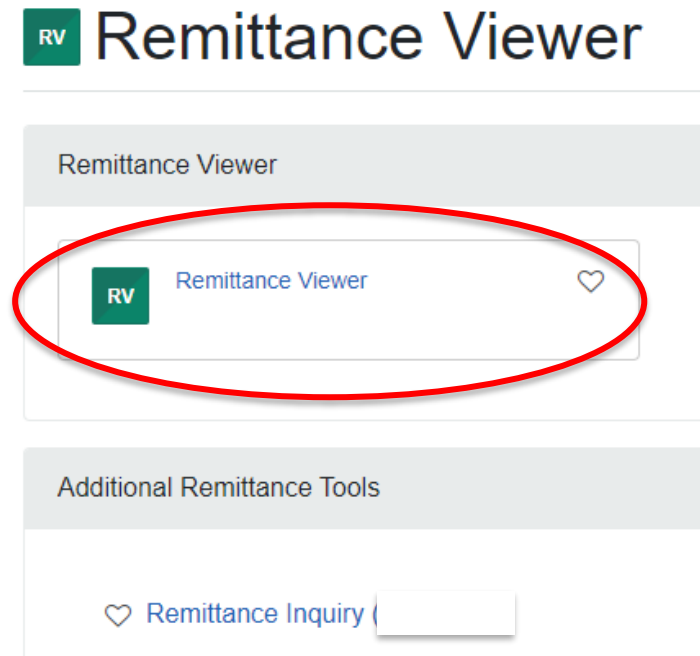 RV Remittance Viewer
Remittance Viewer
RV Remittance Viewer
Additional Remittance Tools
Remittance Inquiry (